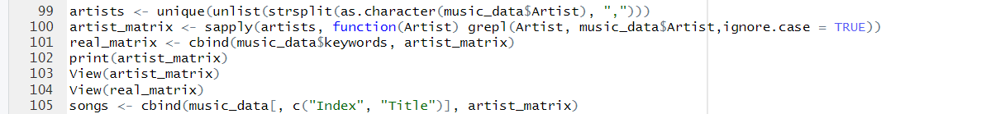 99 artists <- unique(unlist(strsplit(as.character(music_data$Artist), ",")))
100 artist_matrix <- sapply(artists, function(Artist) grepl(Artist, music_data$Artist,ignore.case = TRUE))
101 real_matrix <- cbind(music_data$keywords, artist_matrix)
102 print(artist_matrix)
103 View(artist_matrix)
104 View(real_matrix)
105 songs <- cbind(music_data[, c("Index", "Title")], artist_matrix)